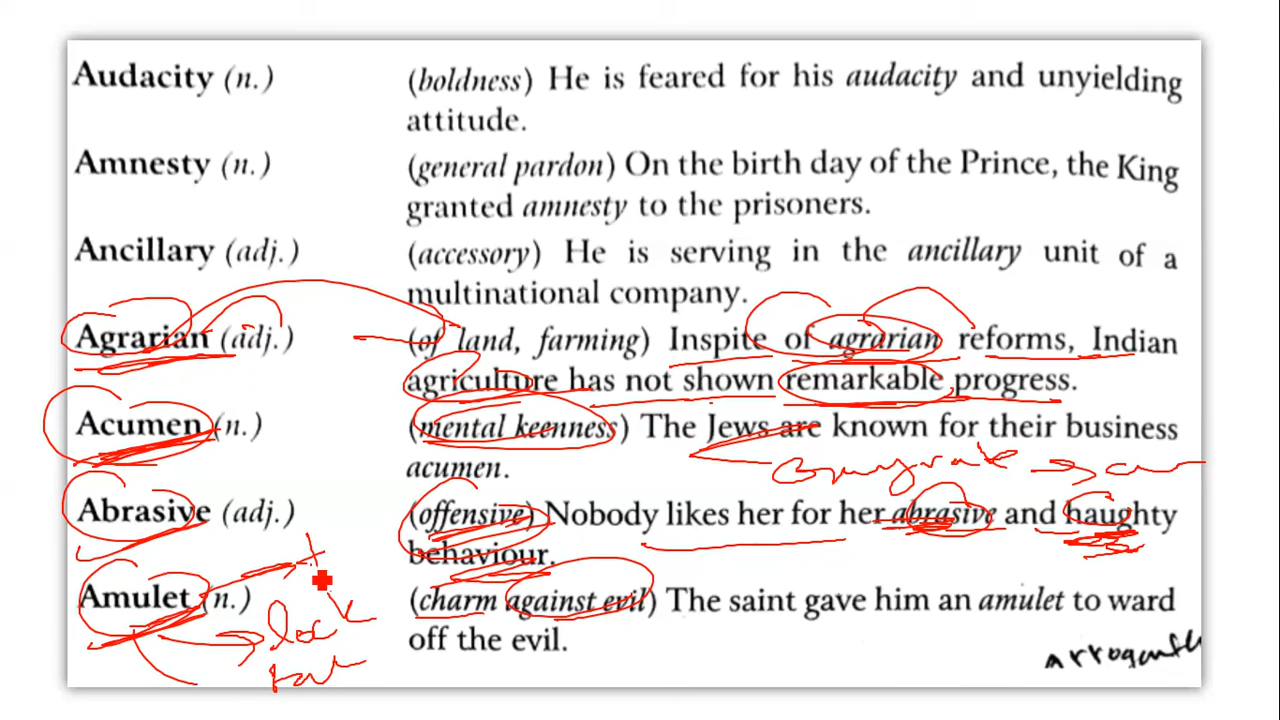 Audacity (n.) (boldness) He is feared for his audacity and unyielding
attitude.
Amnesty (n.) (general pardon) On the birth day of the Prince, the King
granted amnesty to the prisoners.
Ancillary (adj.) (accessory) He is serving in the ancillary unit of a
multinational company.
Agrarian (adj.) (of land, farming) Inspite of agrarian reforms, Indian
agriculture has not shown remarkable progress.
Acumen (n.) (mental keenness) The Jews are known for their business
acumen.
Abrasive (adj.) (offensive) Nobody likes her for her abrasive and haughty
behaviour.
Amulet (n.) (charm against evil) The saint gave him an amulet to ward
off the evil.